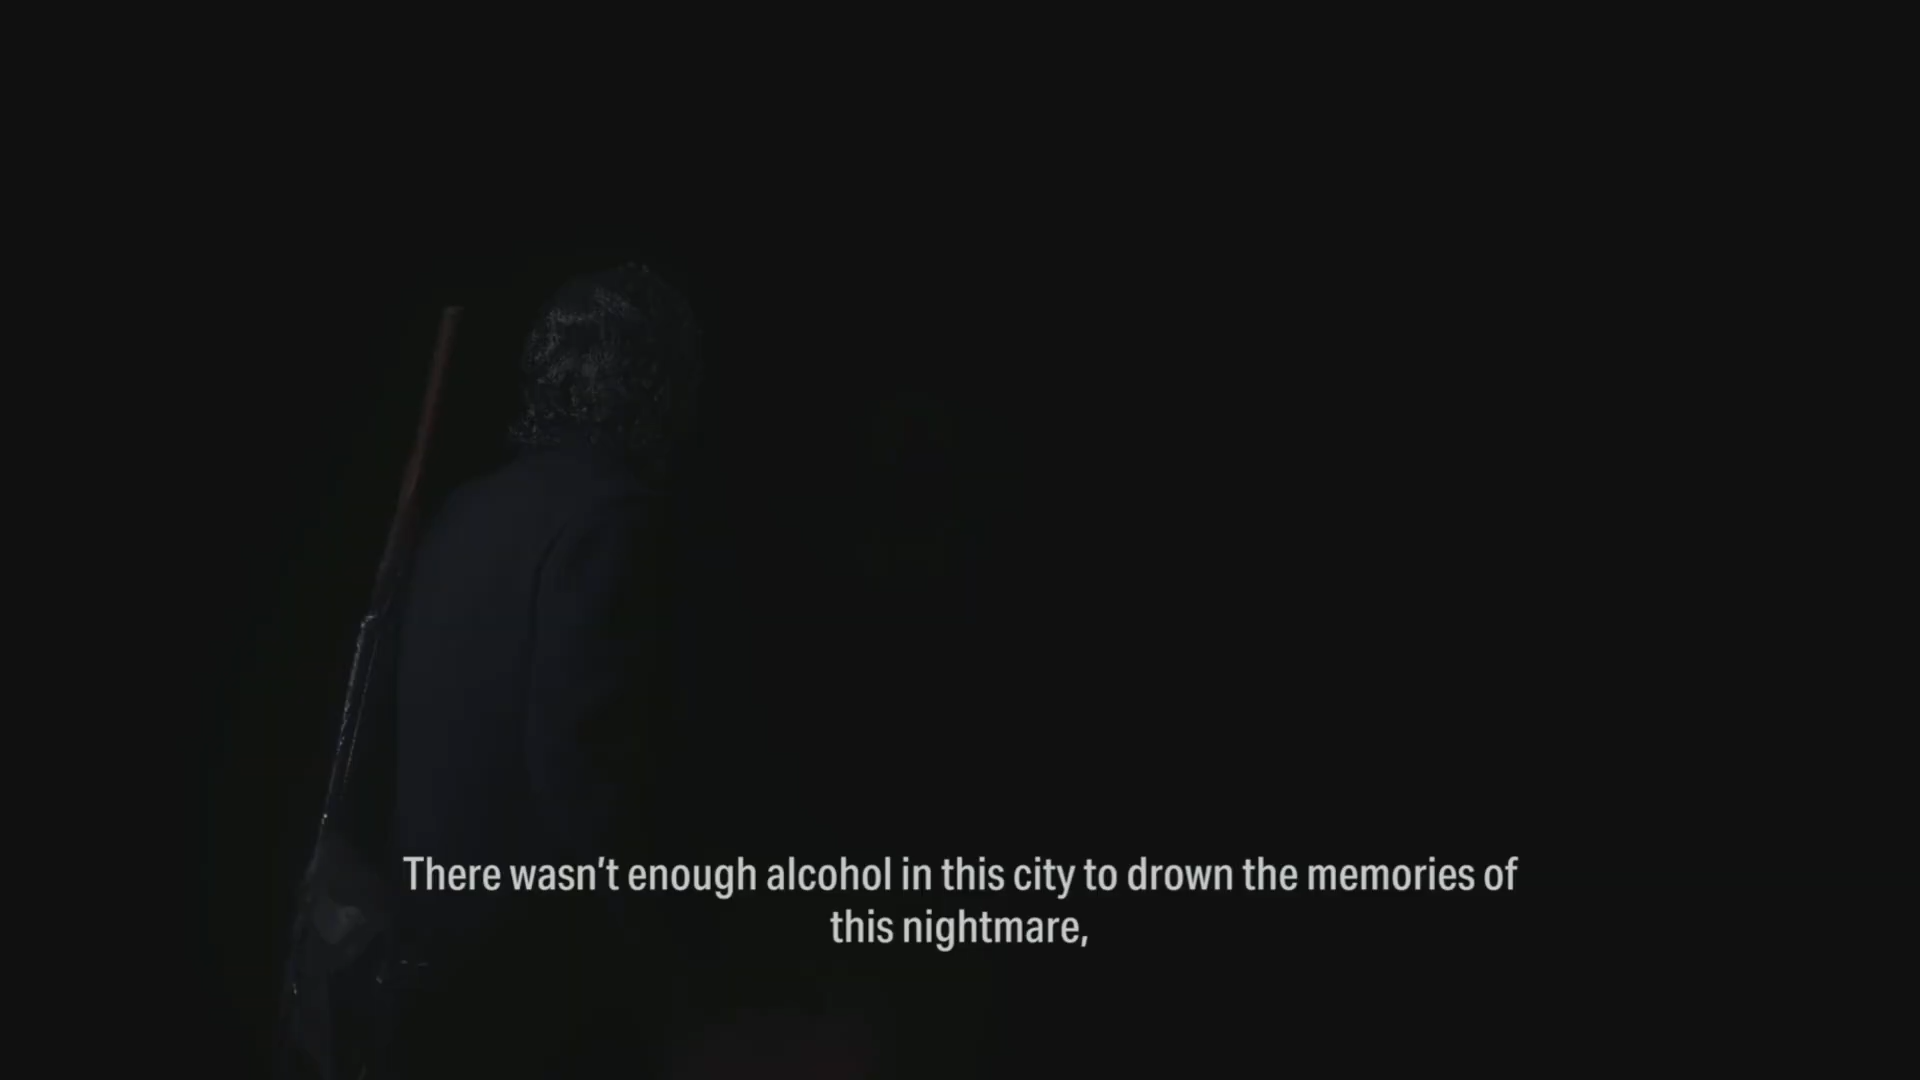 There wasn’t enough alcohol in this city to drown the memories of
this nightmare,